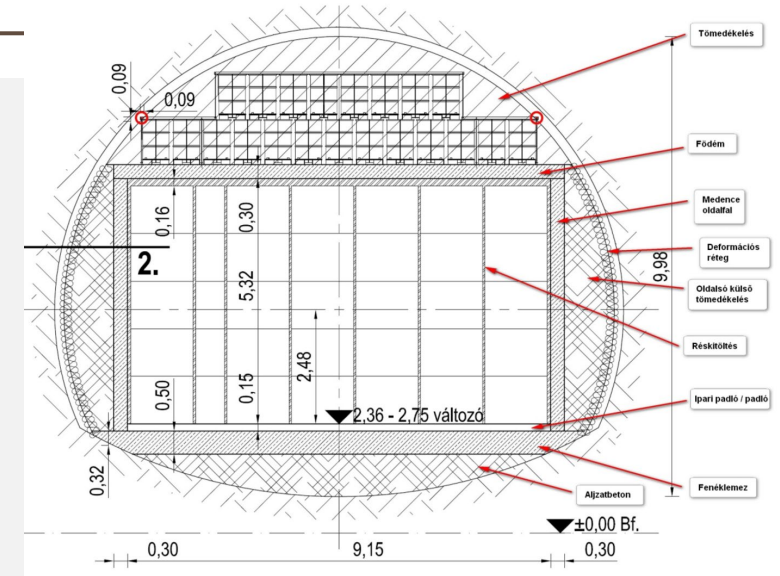 Tömedékelés
0,09
0,09
Födém
0,16
0,30
Medence
oldalfal
2.
Deformációs
réteg
9,98
5,32
Oldalsó külső
tömedékelés
Réskitöltés
2,48
0,50
0,15
Ipari padló / padló
2,36 - 2,75 változó
0,32
Fenéklemez
Aljzatbeton
±0,00 Bf.
0,30
9,15
0,30